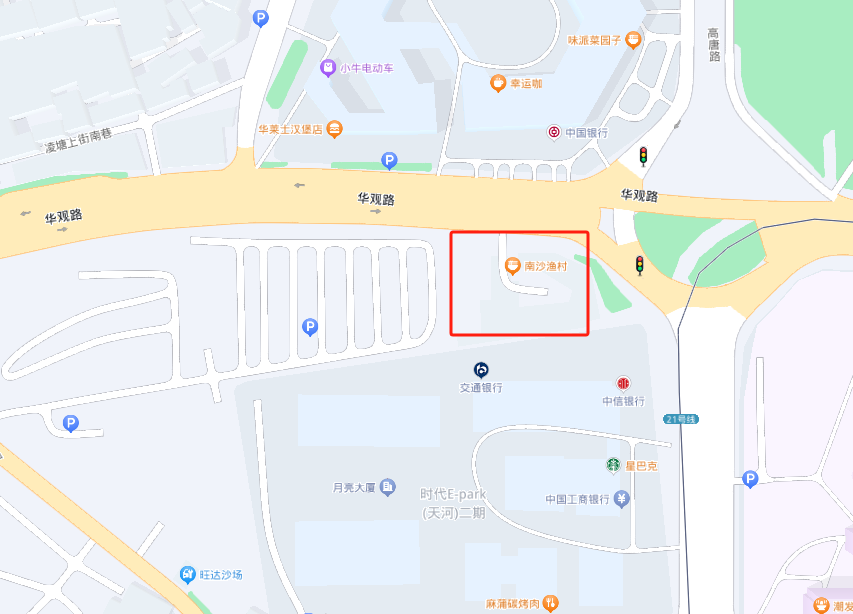 P
味派菜园子
高唐路
小牛电动车
幸运咖
华莱士汉堡店
中国银行
凌塘上街南巷
P
华观路
华观路
华观路
南沙渔村
P
交通银行
中信银行
21号线
P
星巴克
P
月亮大厦
时代E-park
(天河)二期
中国工商银行
¥
旺达沙场
麻蒲碳烤肉
潮发